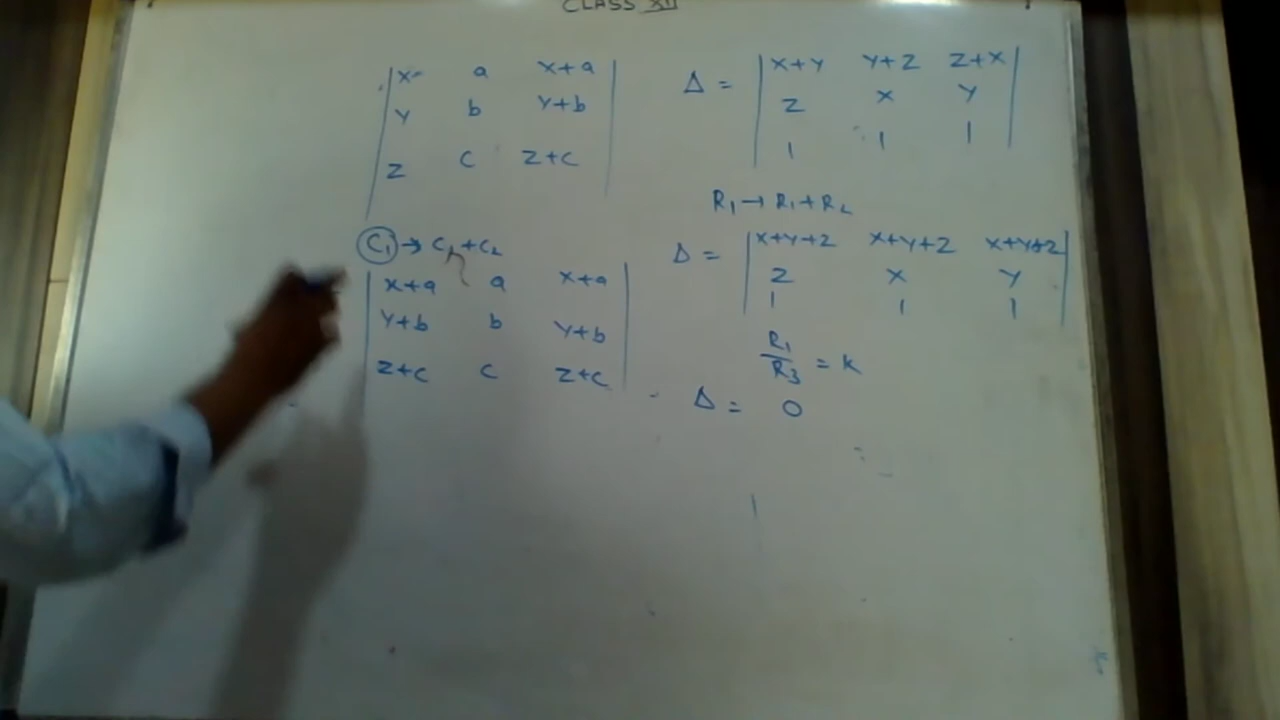 CLASS XII
x a x+a
y b y+b
z c z+c
C₁ → C₁+C₂
x+a a x+a
y+b b y+b
z+c c z+c
Δ = x+y y+z z+x
z x y
1 1 1
R₁ → R₁+R₂
Δ = x+y+z x+y+z x+y+z
z x y
1 1 1
R₁/R₃ = k
Δ = 0